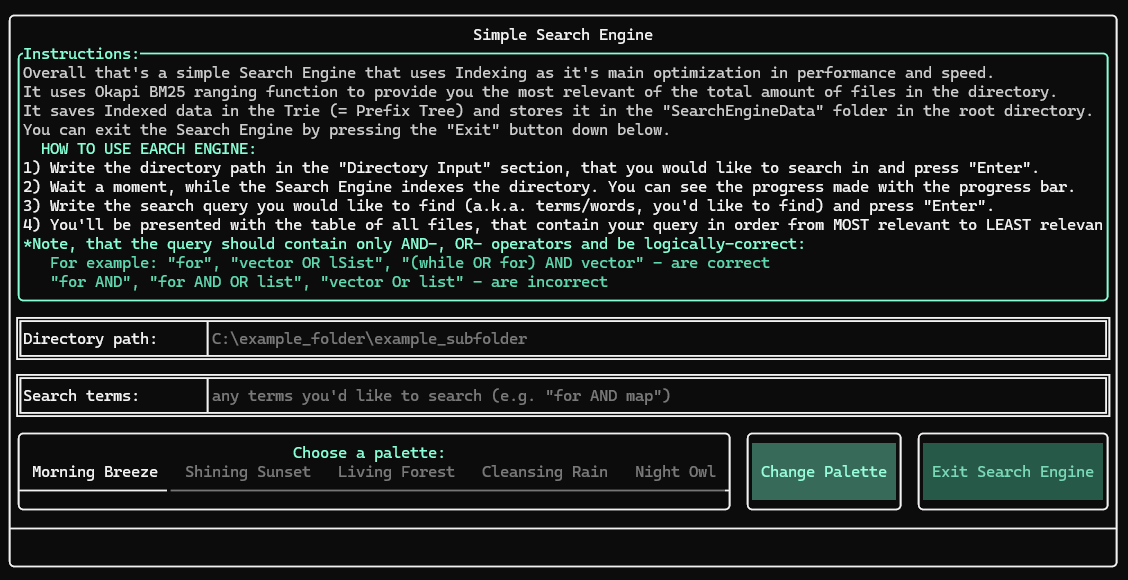 Simple Search Engine
Instructions:
Overall that's a simple Search Engine that uses Indexing as it's main optimization in performance and speed.
It uses Okapi BM25 ranging function to provide you the most relevant of the total amount of files in the directory.
It saves Indexed data in the Trie (= Prefix Tree) and stores it in the "SearchEngineData" folder in the root directory.
You can exit the Search Engine by pressing the "Exit" button down below.
HOW TO USE EARCH ENGINE:
1) Write the directory path in the "Directory Input" section, that you would like to search in and press "Enter".
2) Wait a moment, while the Search Engine indexes the directory. You can see the progress made with the progress bar.
3) Write the search query you would like to find (a.k.a. terms/words, you'd like to find) and press "Enter".
4) You'll be presented with the table of all files, that contain your query in order from MOST relevant to LEAST relevan
*Note, that the query should contain only AND-, OR- operators and be logically-correct:
For example: "for", "vector OR lSist", "(while OR for) AND vector" - are correct
"for AND", "for AND OR list", "vector Or list" - are incorrect
Directory path: C:\example_folder\example_subfolder
Search terms: any terms you'd like to search (e.g. "for AND map")
Choose a palette:
Morning Breeze Shining Sunset Living Forest Cleansing Rain Night Owl Change Palette Exit Search Engine